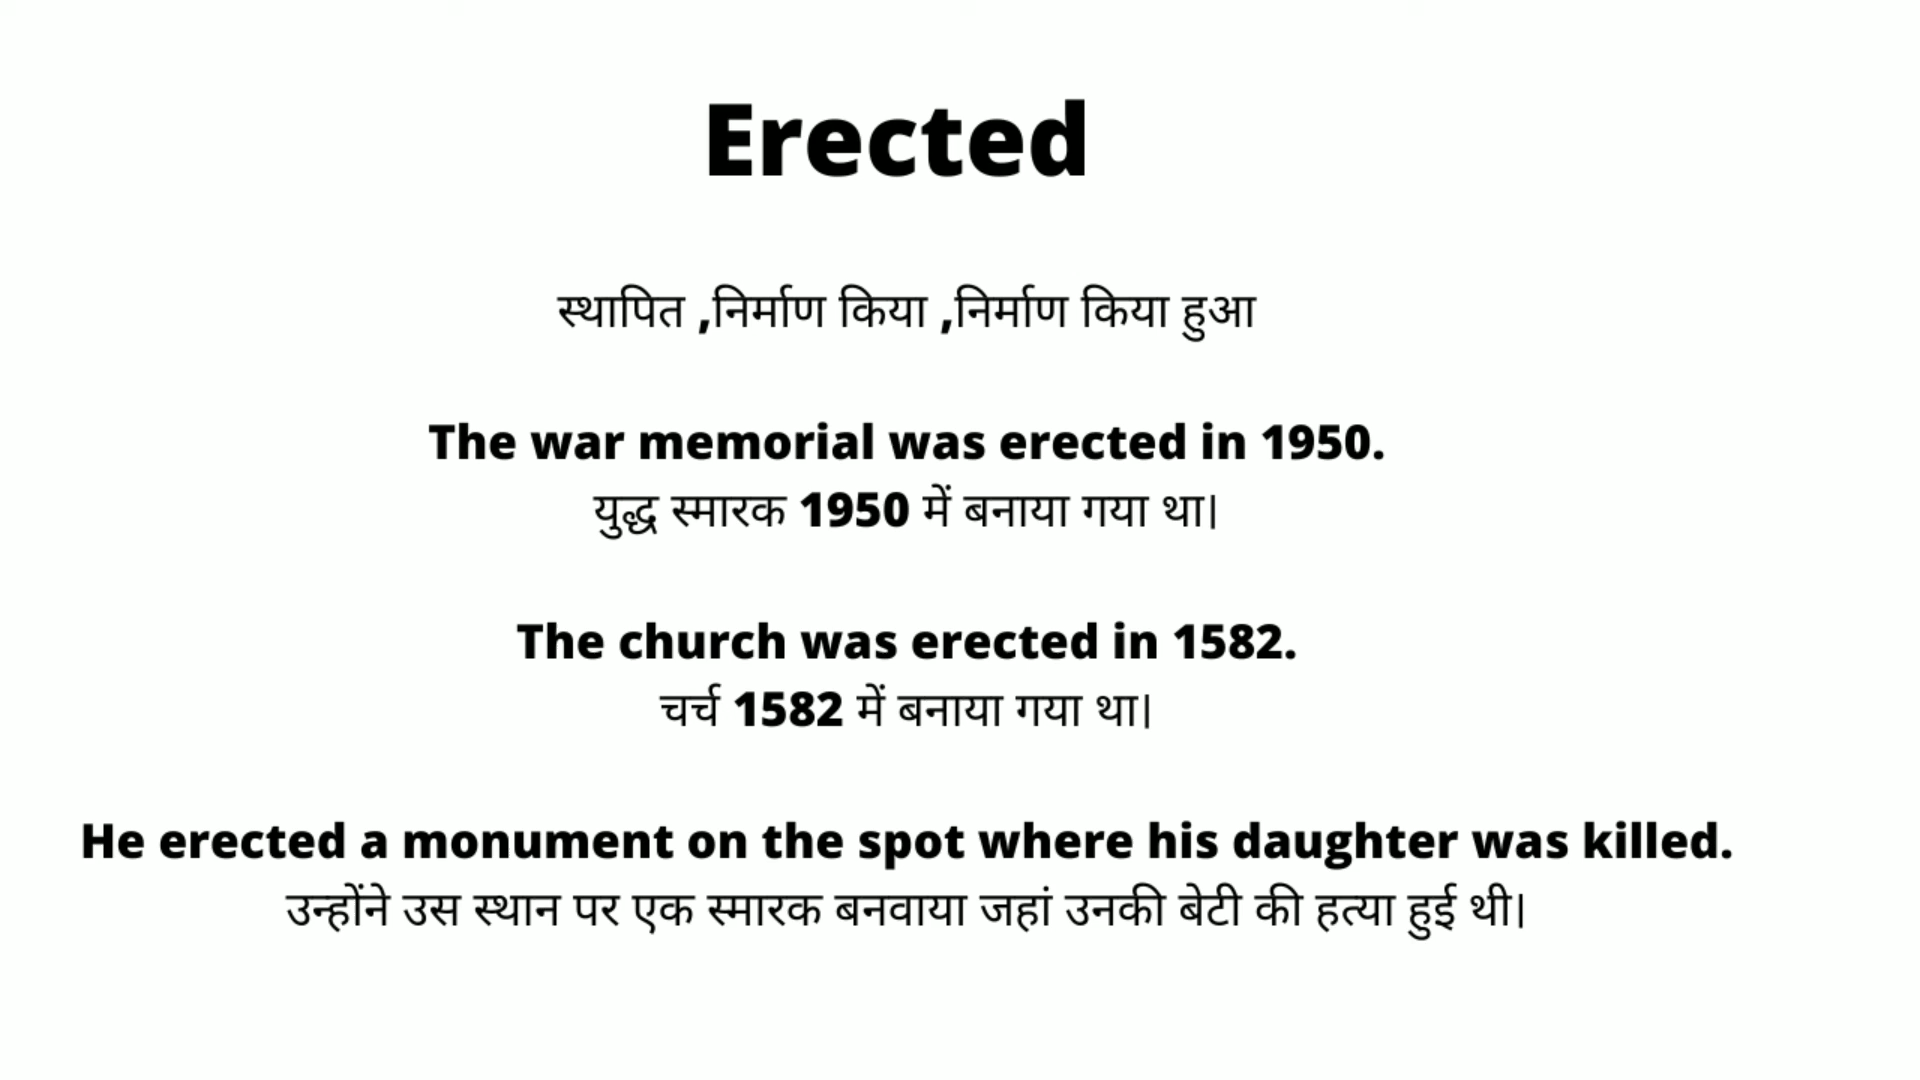 Erected
स्थापित ,निर्माण किया ,निर्माण किया हुआ
The war memorial was erected in 1950.
युद्ध स्मारक 1950 में बनाया गया था।
The church was erected in 1582.
चर्च 1582 में बनाया गया था।
He erected a monument on the spot where his daughter was killed.
उन्होंने उस स्थान पर एक स्मारक बनवाया जहां उनकी बेटी की हत्या हुई थी।